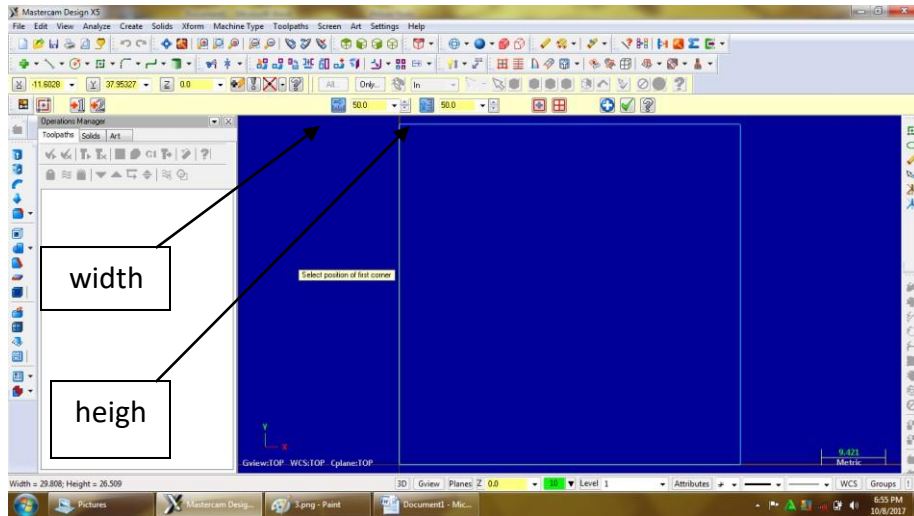 Mastercam Design X5
File Edit View Analyze Create Solids Xform Machine Type Toolpaths Screen Art Settings Help
X -11.6028 Y 37.95327 Z 0.0 All... Only... In
50.0 50.0
Operations Manager
Toolpaths Solids Art
G1
width
Select position of first corner
heigh
Y
X
Gview:TOP WCS:TOP Cplane:TOP
9.421
Metric
Width = 29.808; Height = 26.509 3D Gview Planes Z 0.0 10 Level 1 Attributes WCS Groups
Pictures Mastercam Desig... 3.png - Paint Document1 - Mic... 6:55 PM
10/8/2017